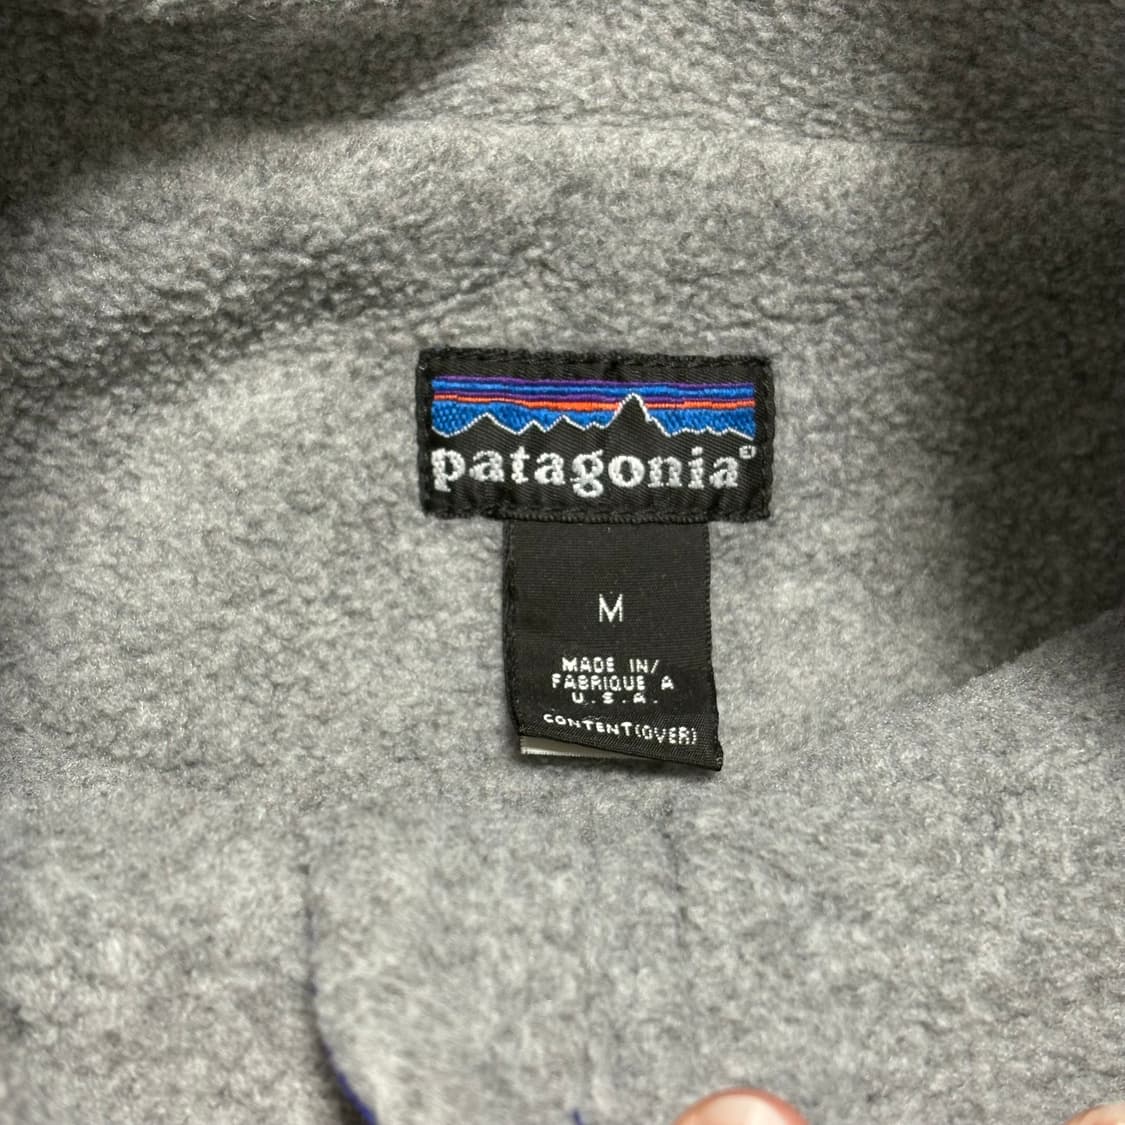 patagonia®
M
MADE IN/
FABRIQUE A
U.S.A.
CONTENT(OVER)